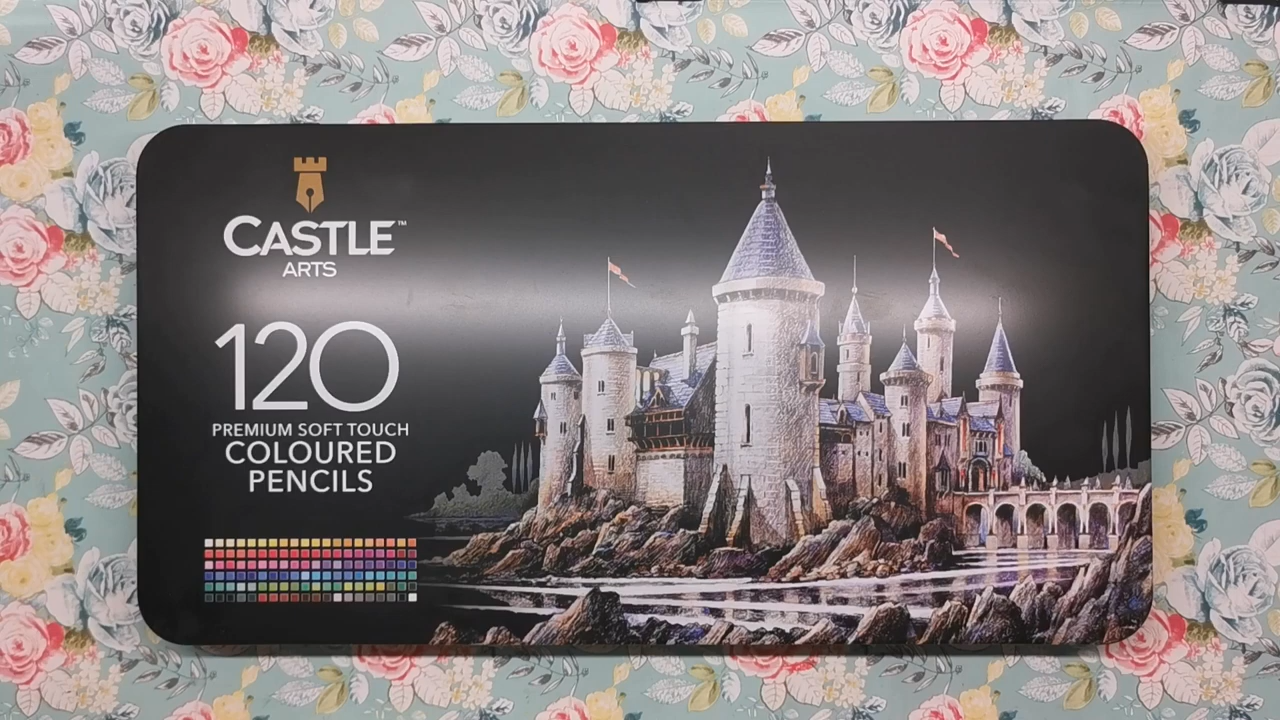 CASTLE™
ARTS
120
PREMIUM SOFT TOUCH
COLOURED
PENCILS